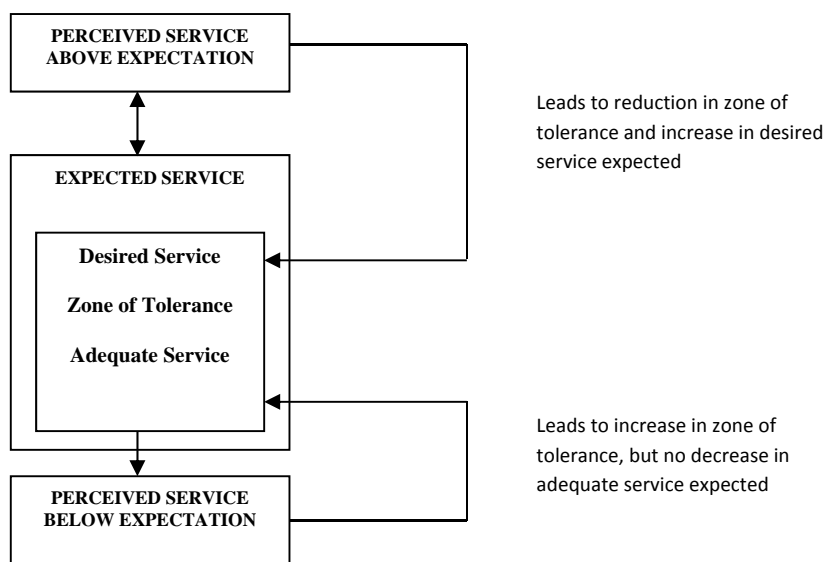 PERCEIVED SERVICE
ABOVE EXPECTATION
Leads to reduction in zone of
tolerance and increase in desired
service expected
EXPECTED SERVICE
Desired Service
Zone of Tolerance
Adequate Service
Leads to increase in zone of
tolerance, but no decrease in
adequate service expected
PERCEIVED SERVICE
BELOW EXPECTATION